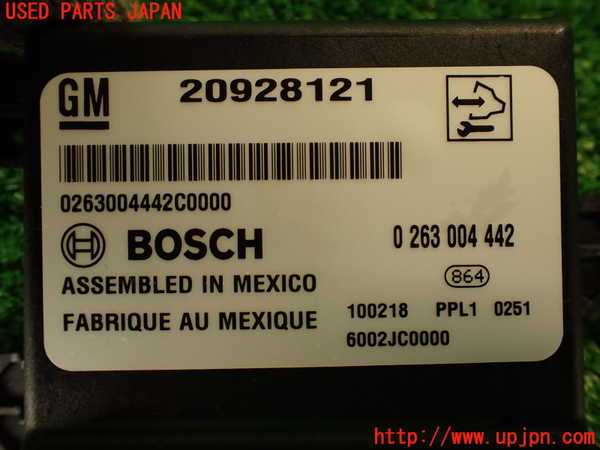 USED PARTS JAPAN
GM 20928121
0263004442C0000
BOSCH 0 263 004 442
864
ASSEMBLED IN MEXICO
100218 PPL1 0251
FABRIQUE AU MEXIQUE
6002JC0000
http://www.upjpn.com